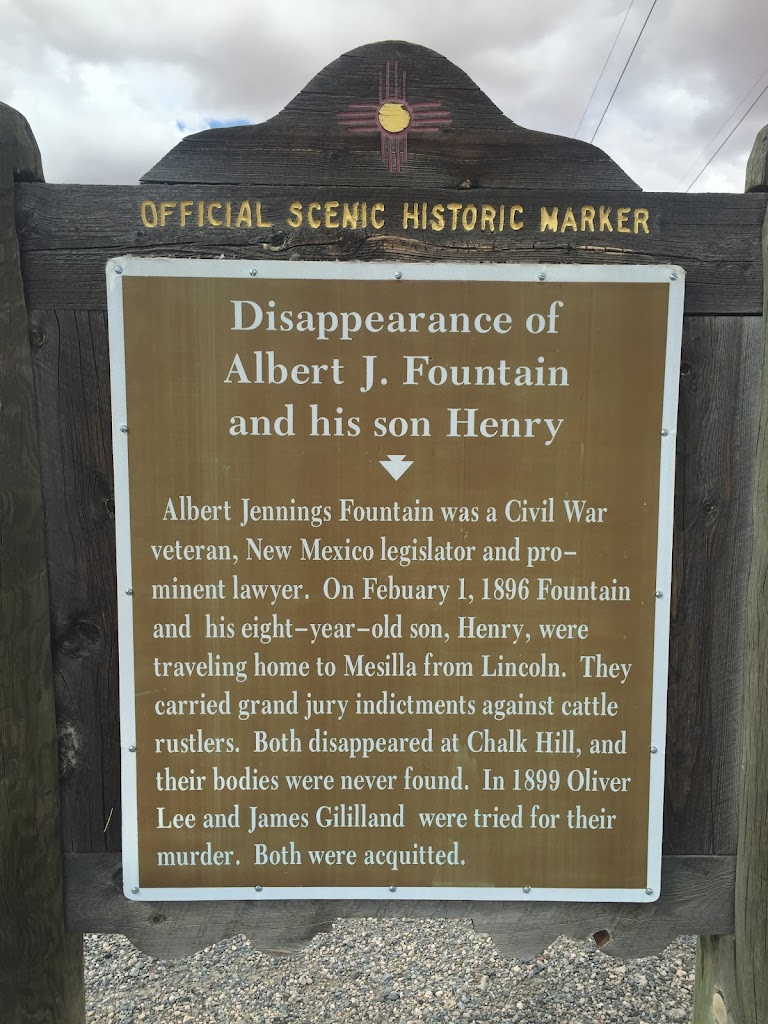 OFFICIAL SCENIC HISTORIC MARKER
Disappearance of
Albert J. Fountain
and his son Henry
Albert Jennings Fountain was a Civil War
veteran, New Mexico legislator and pro-
minent lawyer. On Febuary 1, 1896 Fountain
and his eight-year-old son, Henry, were
traveling home to Mesilla from Lincoln. They
carried grand jury indictments against cattle
rustlers. Both disappeared at Chalk Hill, and
their bodies were never found. In 1899 Oliver
Lee and James Gililland were tried for their
murder. Both were acquitted.